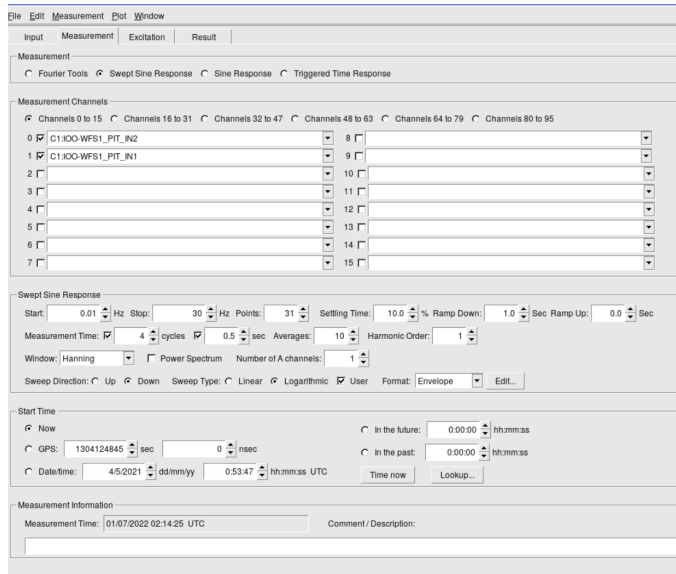 File Edit Measurement Plot Window
Input Measurement Excitation Result
Measurement
Fourier Tools Swept Sine Response Sine Response Triggered Time Response
Measurement Channels
Channels 0 to 15 Channels 16 to 31 Channels 32 to 47 Channels 48 to 63 Channels 64 to 79 Channels 80 to 95
0 C1:IOO-WFS1_PIT_IN2 8
1 C1:IOO-WFS1_PIT_IN1 9
2 10
3 11
4 12
5 13
6 14
7 15
Swept Sine Response
Start: 0.01 Hz Stop: 30 Hz Points: 31 Settling Time: 10.0 % Ramp Down: 1.0 Sec Ramp Up: 0.0 Sec
Measurement Time: 4 cycles 0.5 sec Averages: 10 Harmonic Order: 1
Window: Hanning Power Spectrum Number of A channels: 1
Sweep Direction: Up Down Sweep Type: Linear Logarithmic User Format: Envelope Edit...
Start Time
Now In the future: 0:00:00 hh:mm:ss
GPS: 1304124845 sec 0 nsec In the past: 0:00:00 hh:mm:ss
Date/time: 4/5/2021 dd/mm/yy 0:53:47 hh:mm:ss UTC Time now Lookup...
Measurement Information
Measurement Time: 01/07/2022 02:14:25 UTC Comment / Description: